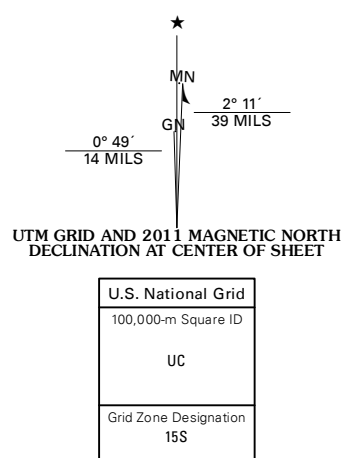 ★
MN
2° 11´
39 MILS
GN
0° 49´
14 MILS
UTM GRID AND 2011 MAGNETIC NORTH
DECLINATION AT CENTER OF SHEET
U.S. National Grid
100,000-m Square ID
UC
Grid Zone Designation
15S